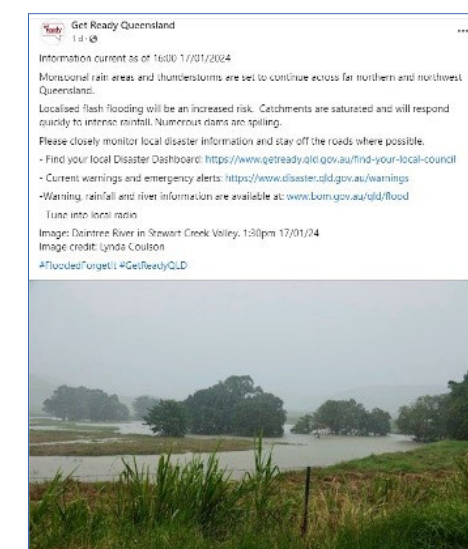 Get Ready Queensland
1d
Information current as of 16:00 17/01/2024
Monsoonal rain areas and thunderstorms are set to continue across far northern and northwest
Queensland.
Localised flash flooding will be an increased risk. Catchments are saturated and will respond
quickly to intense rainfall. Numerous dams are spilling.
Please closely monitor local disaster information and stay off the roads where possible.
- Find your local Disaster Dashboard: https://www.getready.qld.gov.au/find-your-local-council
- Current warnings and emergency alerts: https://www.disaster.qld.gov.au/warnings
-Warning, rainfall and river information are available at: www.bom.gov.au/qld/flood
- Tune into local radio
Image: Daintree River in Stewart Creek Valley. 1:30pm 17/01/24
Image credit: Lynda Coulson
#FloodedForgetIt #GetReadyQLD